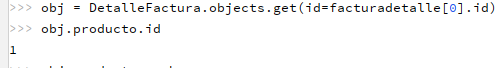 >>> obj = DetalleFactura.objects.get(id=facturadetalle[0].id)
>>> obj.producto.id
1